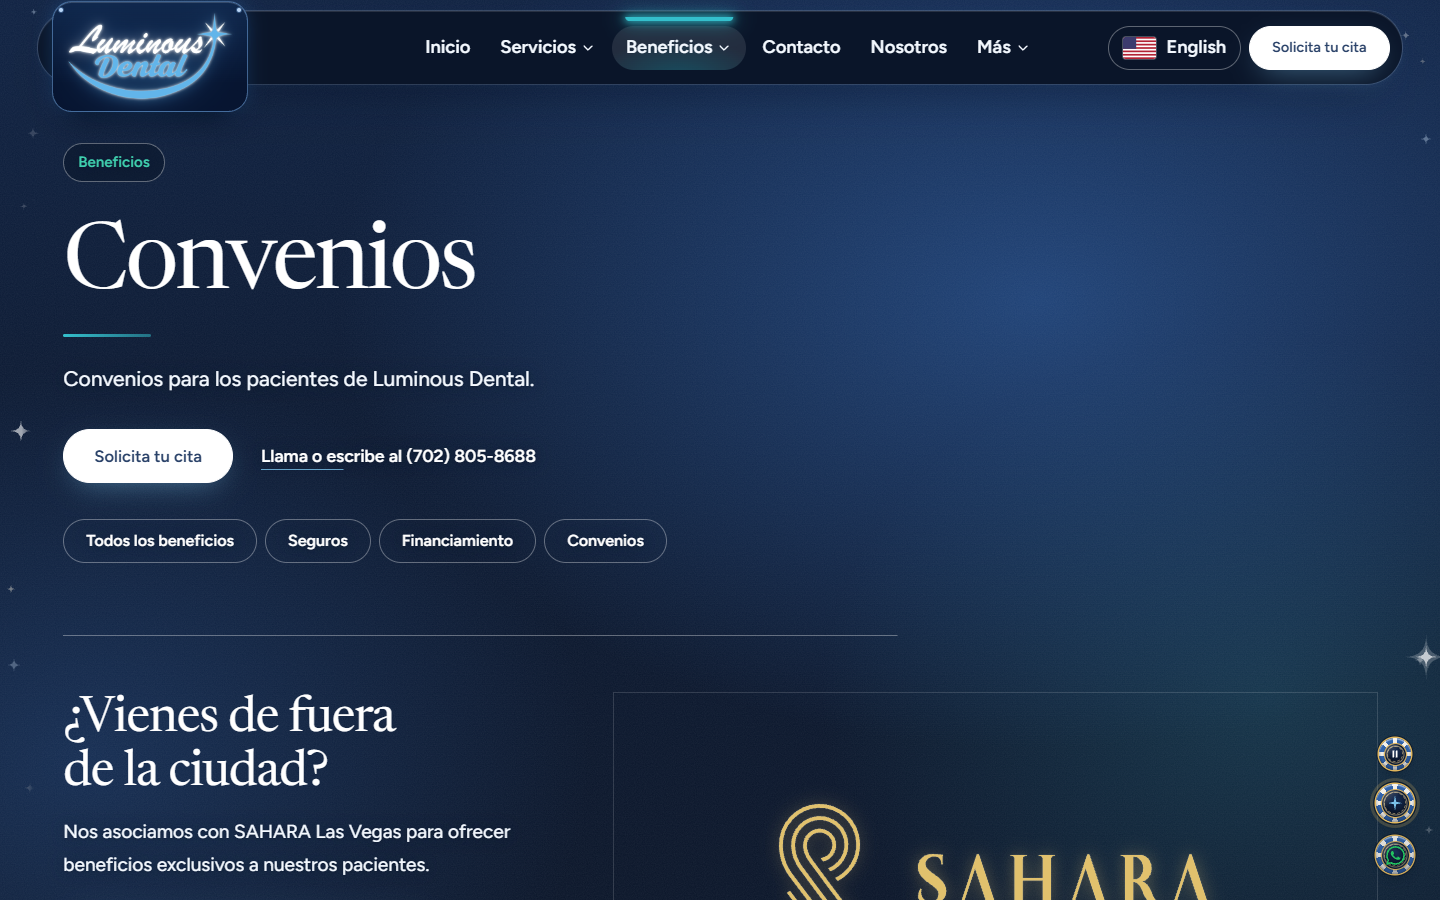 Luminous
Dental
Inicio
Servicios
Beneficios
Contacto
Nosotros
Más
English
Solicita tu cita
Beneficios
Convenios
Convenios para los pacientes de Luminous Dental.
Solicita tu cita
Llama o escribe al (702) 805-8688
Todos los beneficios
Seguros
Financiamiento
Convenios
¿Vienes de fuera
de la ciudad?
Nos asociamos con SAHARA Las Vegas para ofrecer
beneficios exclusivos a nuestros pacientes.
SAHARA